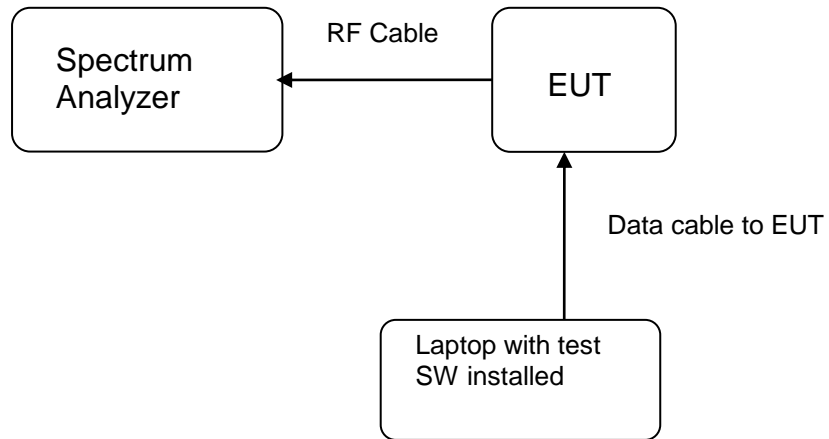 RF Cable
Spectrum
Analyzer
EUT
Data cable to EUT
Laptop with test
SW installed